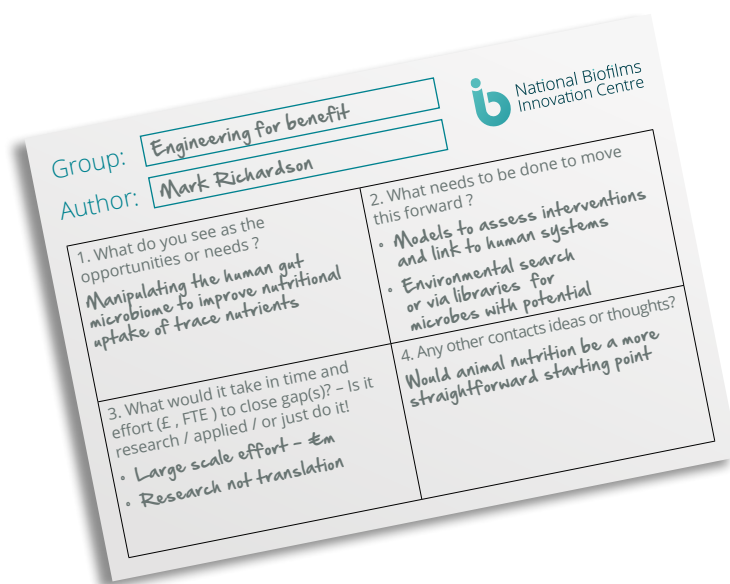 National Biofilms
Innovation Centre
Group: Engineering for benefit
Author: Mark Richardson
1. What do you see as the
opportunities or needs ?
Manipulating the human gut
microbiome to improve nutritional
uptake of trace nutrients
2. What needs to be done to move
this forward ?
• Models to assess interventions
and link to human systems
• Environmental search
or via libraries for
microbes with potential
3. What would it take in time and
effort (£ , FTE ) to close gap(s)? – Is it
research / applied / or just do it!
• Large scale effort – €m
• Research not translation
4. Any other contacts ideas or thoughts?
Would animal nutrition be a more
straightforward starting point